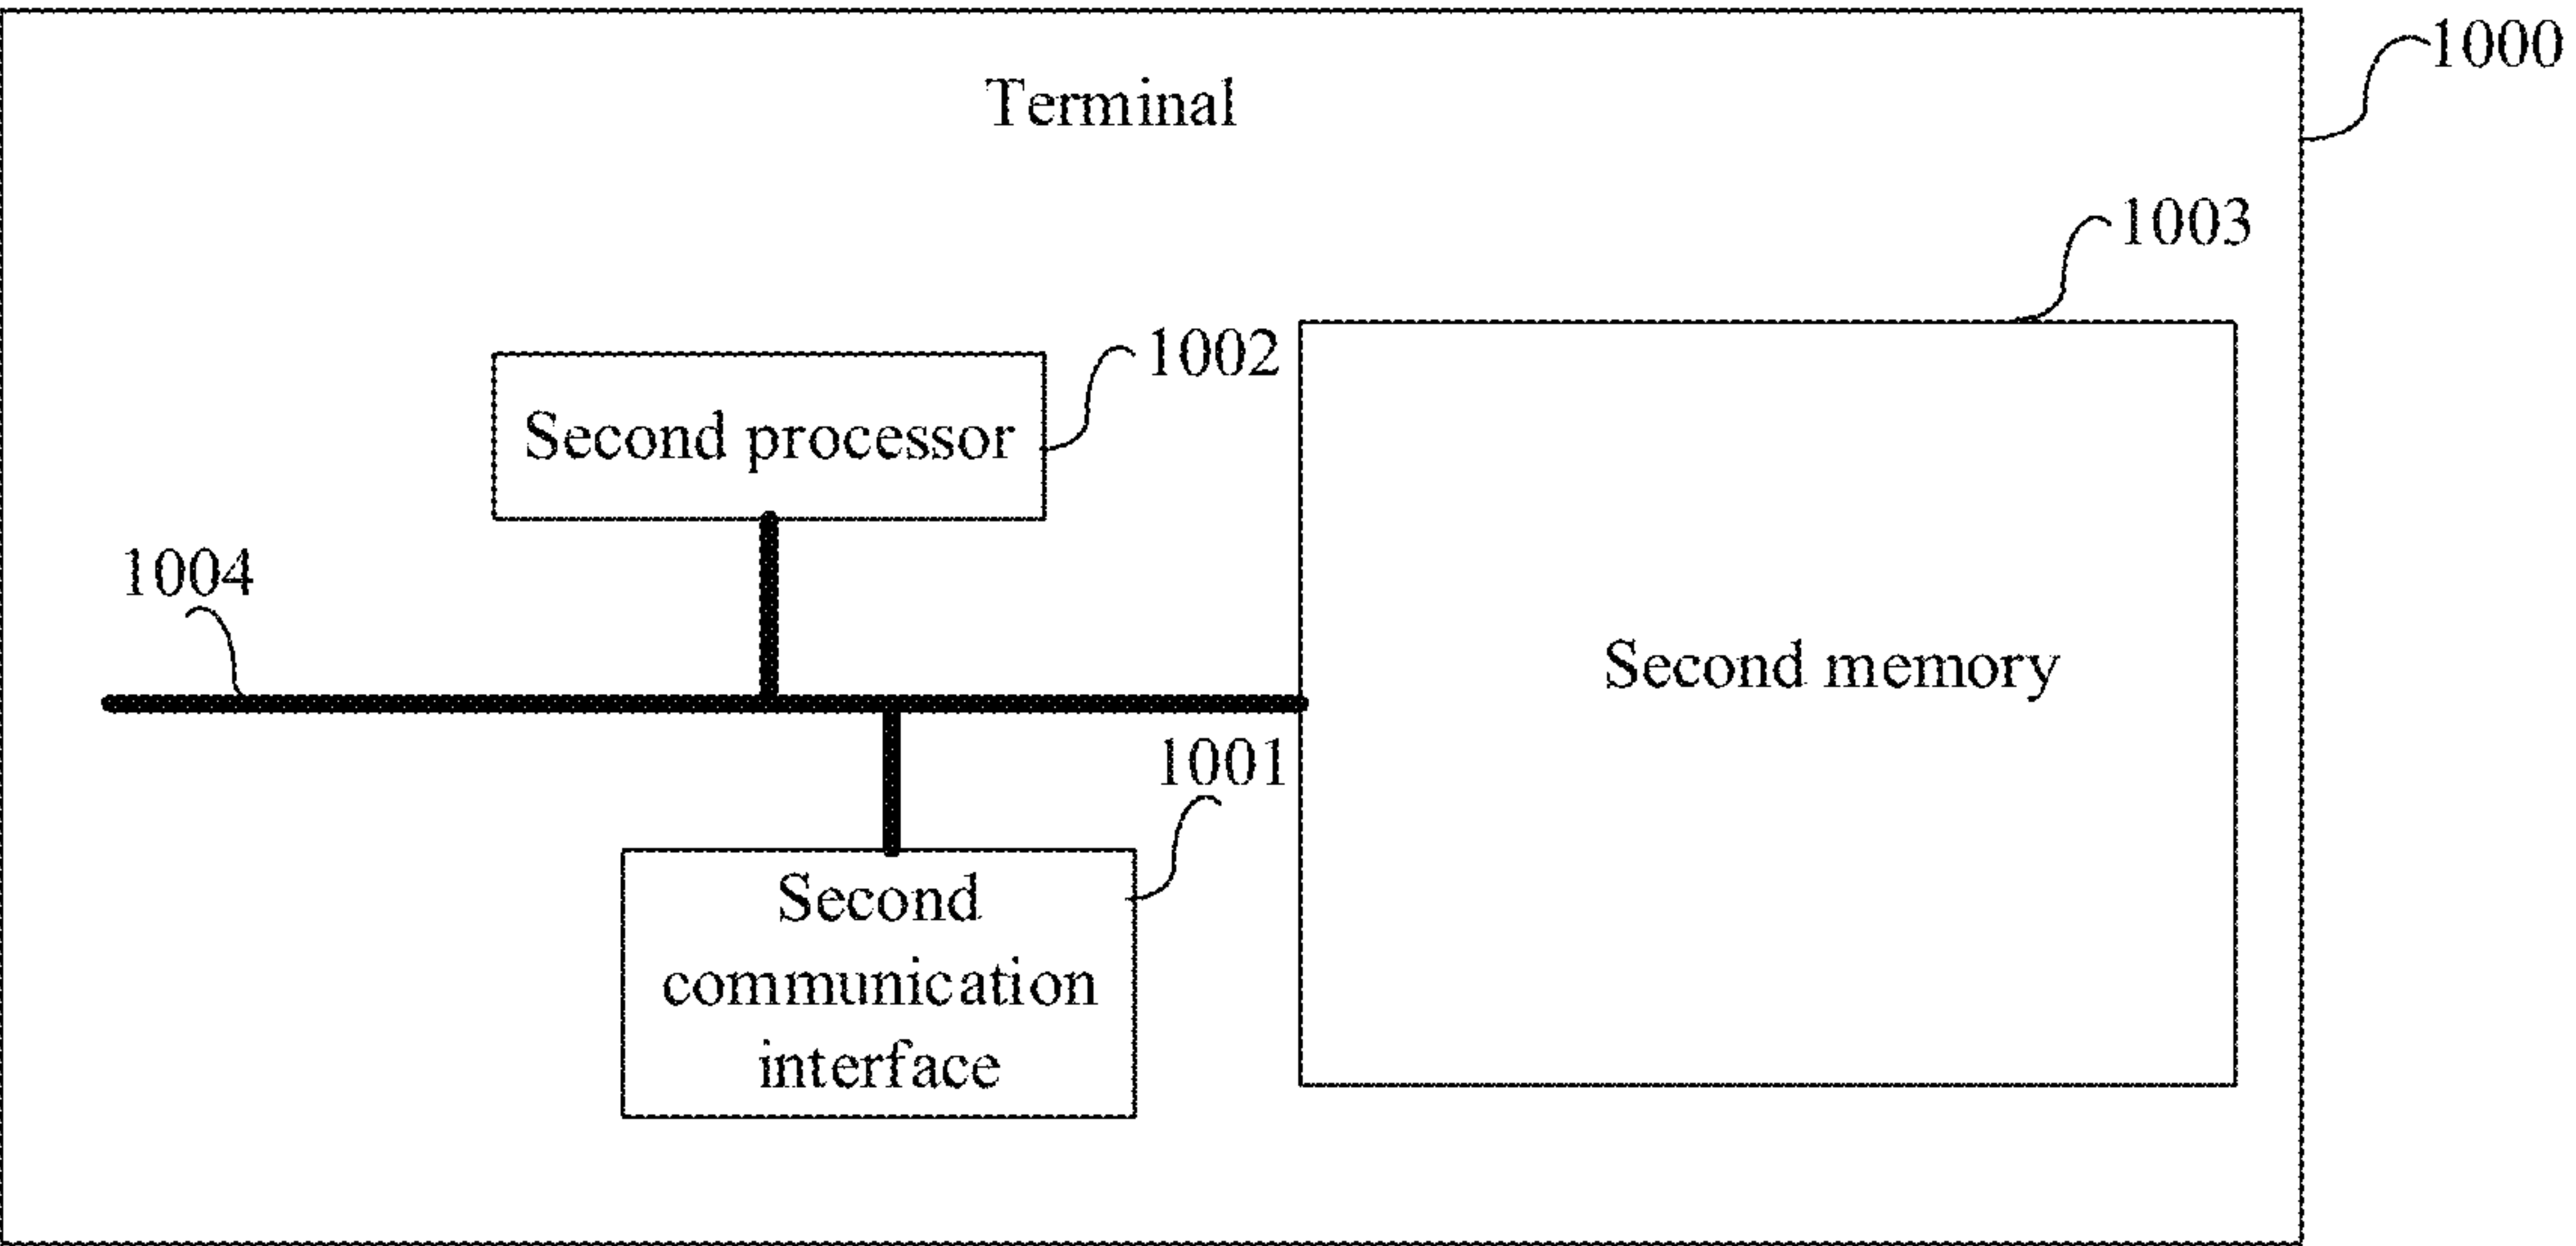 Terminal
1000
1003
1002
Second processor
1004
Second memory
1001
Second
communication
interface